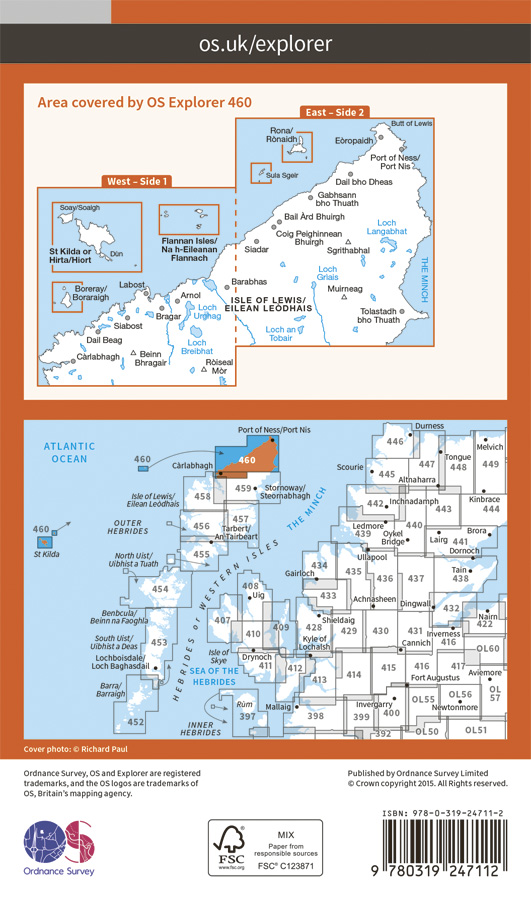 os.uk/explorer
Area covered by OS Explorer 460
East – Side 2
West – Side 1
Rona/
Rònaidh
Butt of Lewis
Eòropaidh
Port of Ness/
Port Nis
Sula Sgeir
Dail bho Dheas
Gabhsann
bho Thuath
Bail Àrd Bhuirgh
Coig Peighinnean
Bhuirgh
Loch
Langabhat
Siadar
Sgrithabhal
Soay/Soaigh
St Kilda or
Hirta/Hiort
Dùn
Flannan Isles/
Na h-Eileanan
Flannach
Boreray/
Boraraigh
Labost
Arnol
Barabhas
Loch
Grìais
Muirneag
THE MINCH
ISLE OF LEWIS/
EILEAN LEÒDHAIS
Bragar
Loch
Urghag
Siabost
Dail Beag
Loch
Breibhat
Loch an
Tobair
Tolastadh
bho Thuath
Càrlabhagh
Beinn
Bhragair
Ròiseal
Mòr
ATLANTIC
OCEAN
Port of Ness/Port Nis
460
Càrlabhagh
460
460
St Kilda
458
459
Stornoway/
Steornabhagh
Isle of Lewis/
Eilean Leòdhais
457
456
Tarbert/
An Tairbeart
OUTER
HEBRIDES
455
THE MINCH
North Uist/
Uibhist a Tuath
454
Benbcula/
Beinn na Faoghla
453
South Uist/
Uibhist a Deas
Lochboisdale/
Loch Baghasdail
Barra/
Barraigh
452
HEBRIDES or WESTERN ISLES
408
Uig
407
410
409
Isle of
Skye
Drynoch
411
412
SEA OF THE
HEBRIDES
Rùm
397
INNER
HEBRIDES
Mallaig
398
Durness
446
Tongue
447
448
Melvich
449
Scourie
445
Altnaharra
442
Inchnadamph
443
Kinbrace
444
Ledmore
439
440
Oykel
Bridge
Lairg
441
Brora
Dornoch
Ullapool
Tain
438
434
435
436
437
Gairloch
433
Achnasheen
Dingwall
432
Nairn
422
Shieldaig
428
429
430
431
Inverness
416
Kyle of
Lochalsh
Cannich
OL60
413
414
415
416
417
Aviemore
Fort Augustus
OL55
OL56
OL
57
Newtonmore
Invergarry
399
400
392
OL50
OL51
Cover photo: © Richard Paul
Ordnance Survey, OS and Explorer are registered
trademarks, and the OS logos are trademarks of
OS, Britain's mapping agency.
Published by Ordnance Survey Limited
© Crown copyright 2015. All Rights reserved.
OS
Ordnance Survey
FSC
www.fsc.org
MIX
Paper from
responsible sources
FSC® C123871
ISBN: 978-0-319-24711-2
9 780319 247112